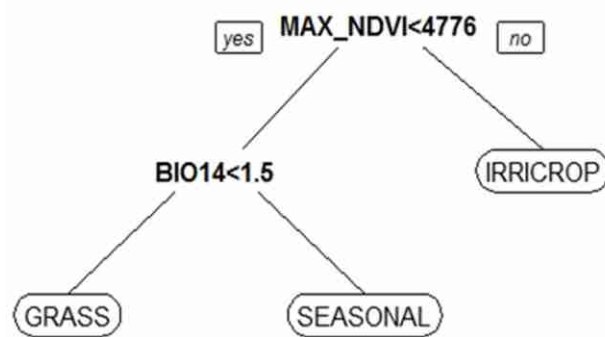 yes MAX_NDVI<4776 no
BIO14<1.5 IRRICROP
GRASS SEASONAL